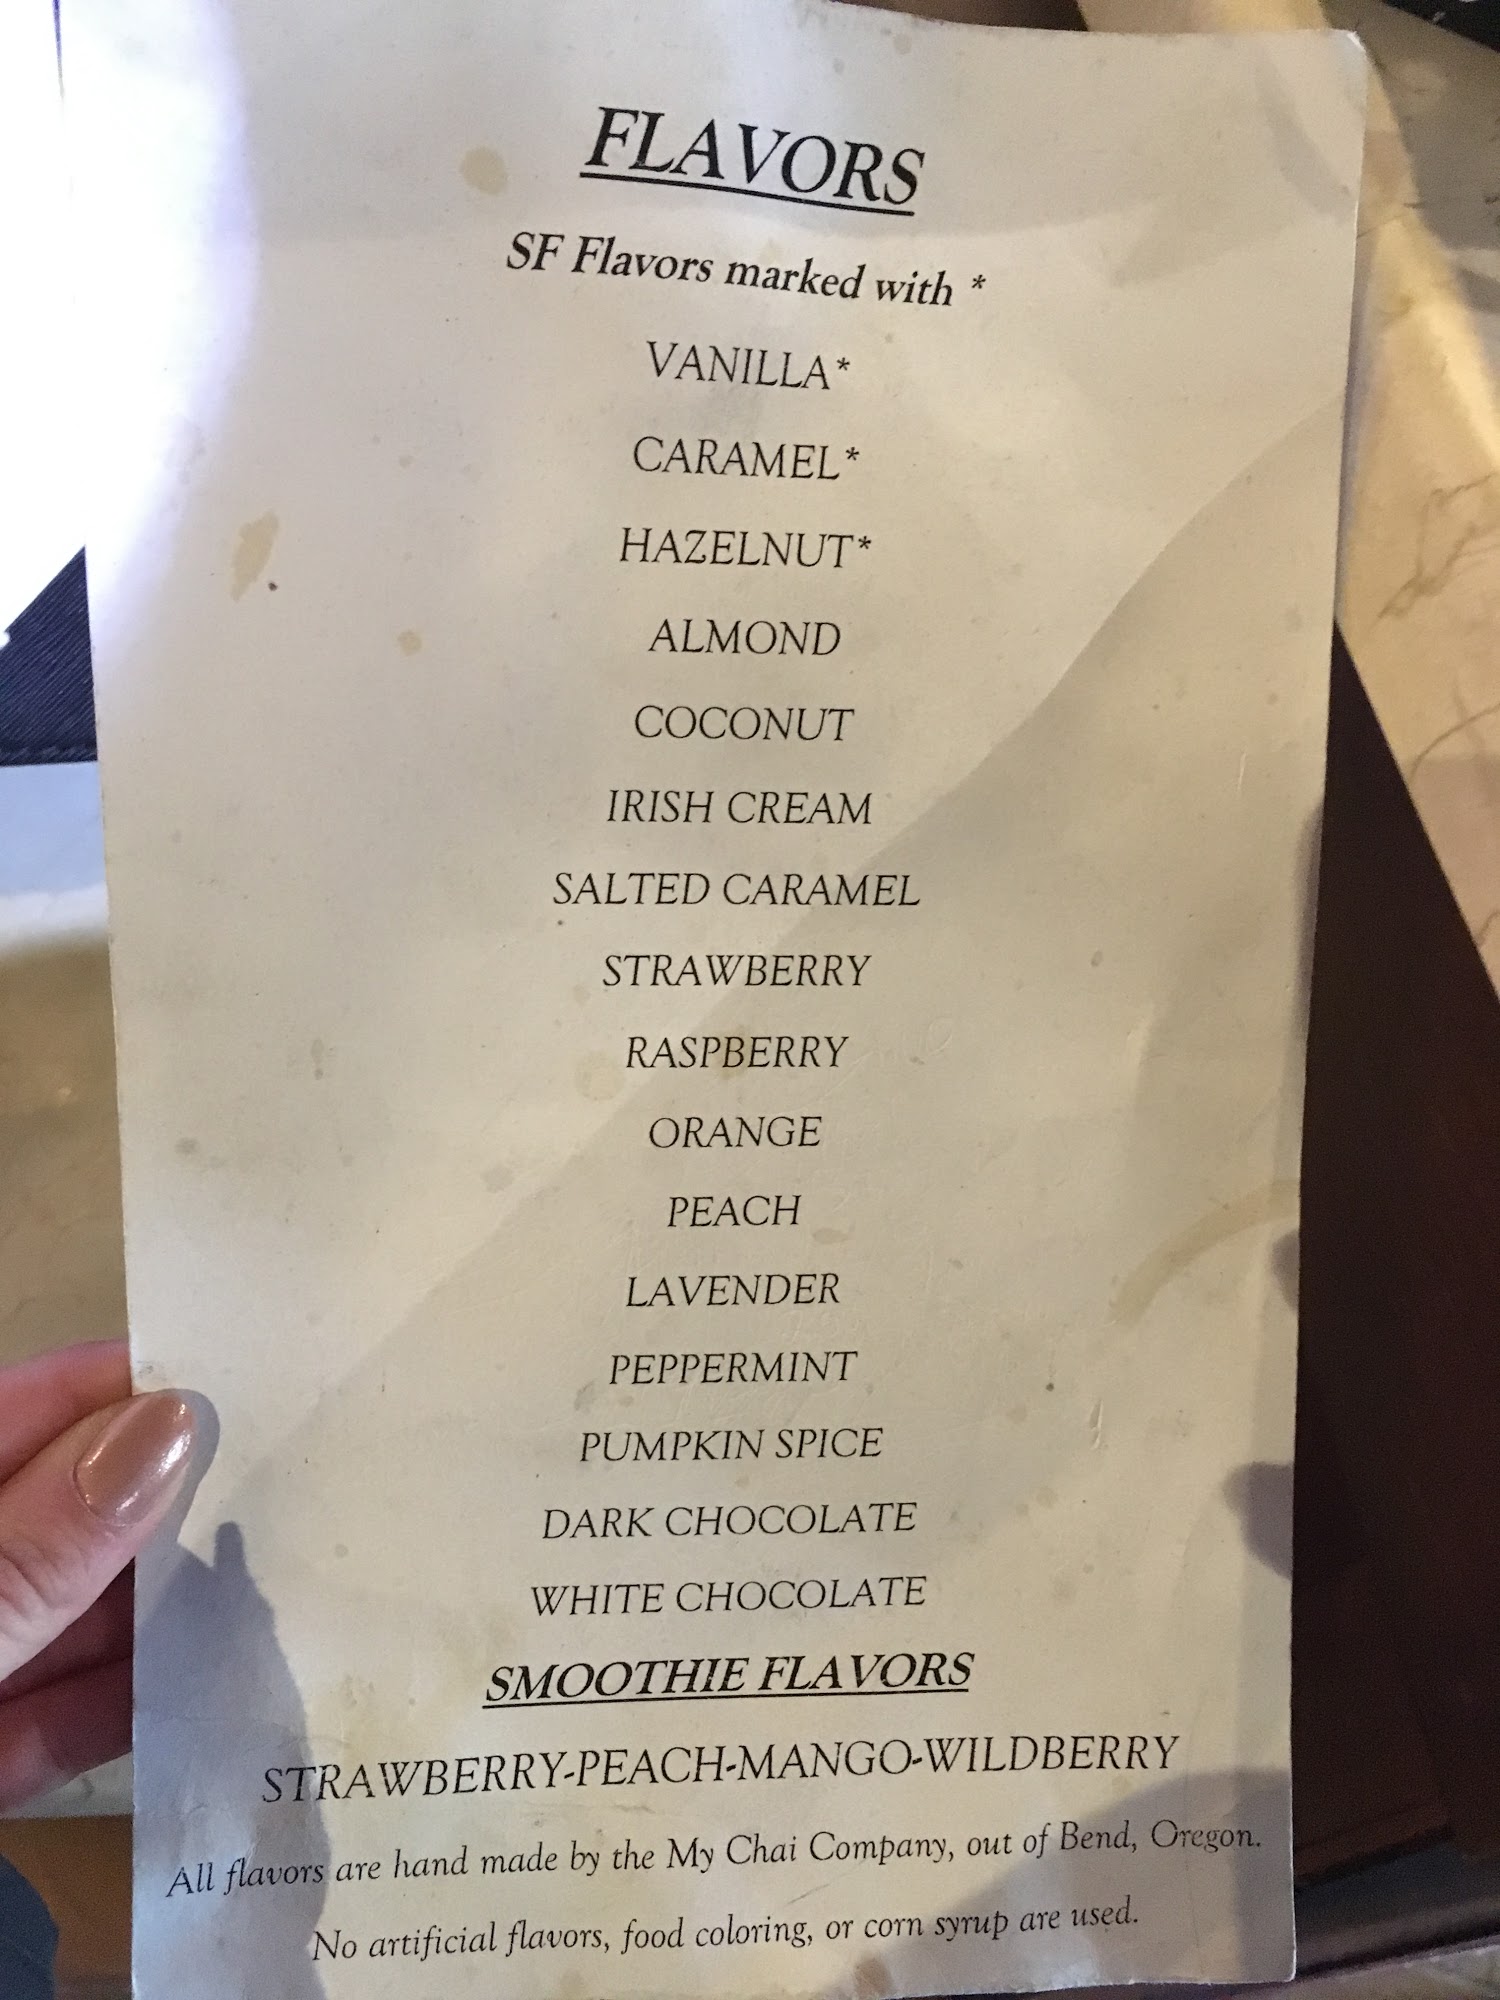 FLAVORS
SF Flavors marked with *
VANILLA*
CARAMEL*
HAZELNUT*
ALMOND
COCONUT
IRISH CREAM
SALTED CARAMEL
STRAWBERRY
RASPBERRY
ORANGE
PEACH
LAVENDER
PEPPERMINT
PUMPKIN SPICE
DARK CHOCOLATE
WHITE CHOCOLATE
SMOOTHIE FLAVORS
STRAWBERRY-PEACH-MANGO-WILDBERRY
All flavors are hand made by the My Chai Company, out of Bend, Oregon.
No artificial flavors, food coloring, or corn syrup are used.